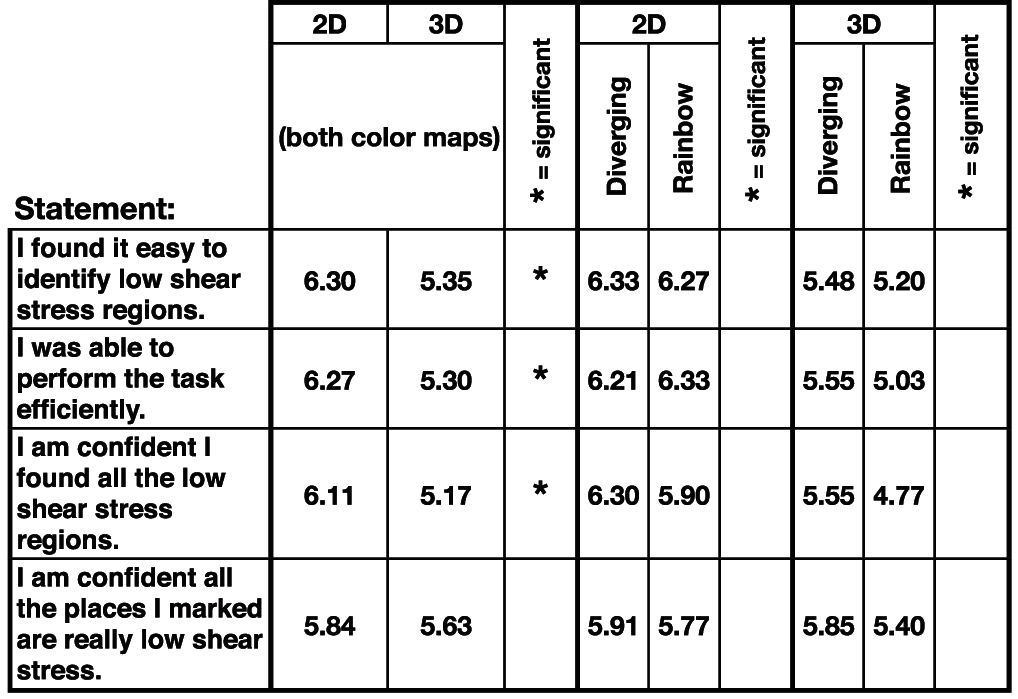 2D 3D * = significant 2D * = significant 3D * = significant
(both color maps) Diverging Rainbow Diverging Rainbow
Statement:
I found it easy to
identify low shear
stress regions.
6.30 5.35 * 6.33 6.27 5.48 5.20
I was able to
perform the task
efficiently.
6.27 5.30 * 6.21 6.33 5.55 5.03
I am confident I
found all the low
shear stress
regions.
6.11 5.17 * 6.30 5.90 5.55 4.77
I am confident all
the places I marked
are really low shear
stress.
5.84 5.63 5.91 5.77 5.85 5.40